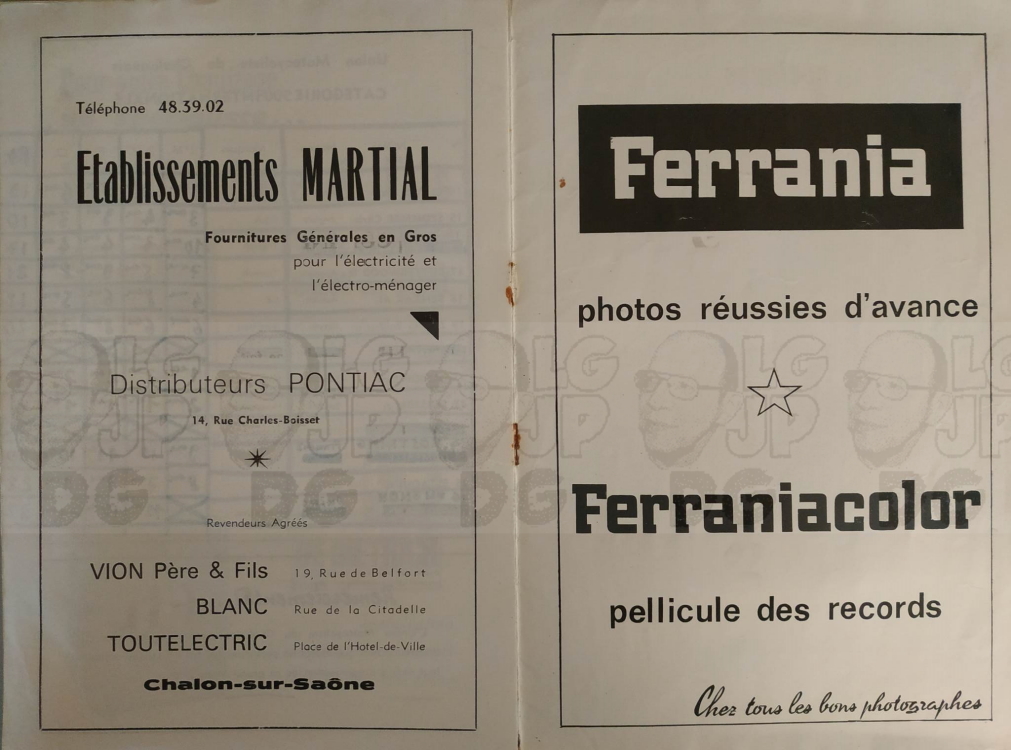 Téléphone 48.39.02
Etablissements MARTIAL
Fournitures Générales en Gros
pour l'électricité et
l'électro-ménager
Distributeurs PONTIAC
14, Rue Charles-Boisset
Revendeurs Agréés
VION Père & Fils 19, Rue de Belfort
BLANC Rue de la Citadelle
TOUTELECTRIC Place de l'Hotel-de-Ville
Chalon-sur-Saône
Ferrania
photos réussies d'avance
Ferraniacolor
pellicule des records
Chez tous les bons photographes
LG
JP
DG